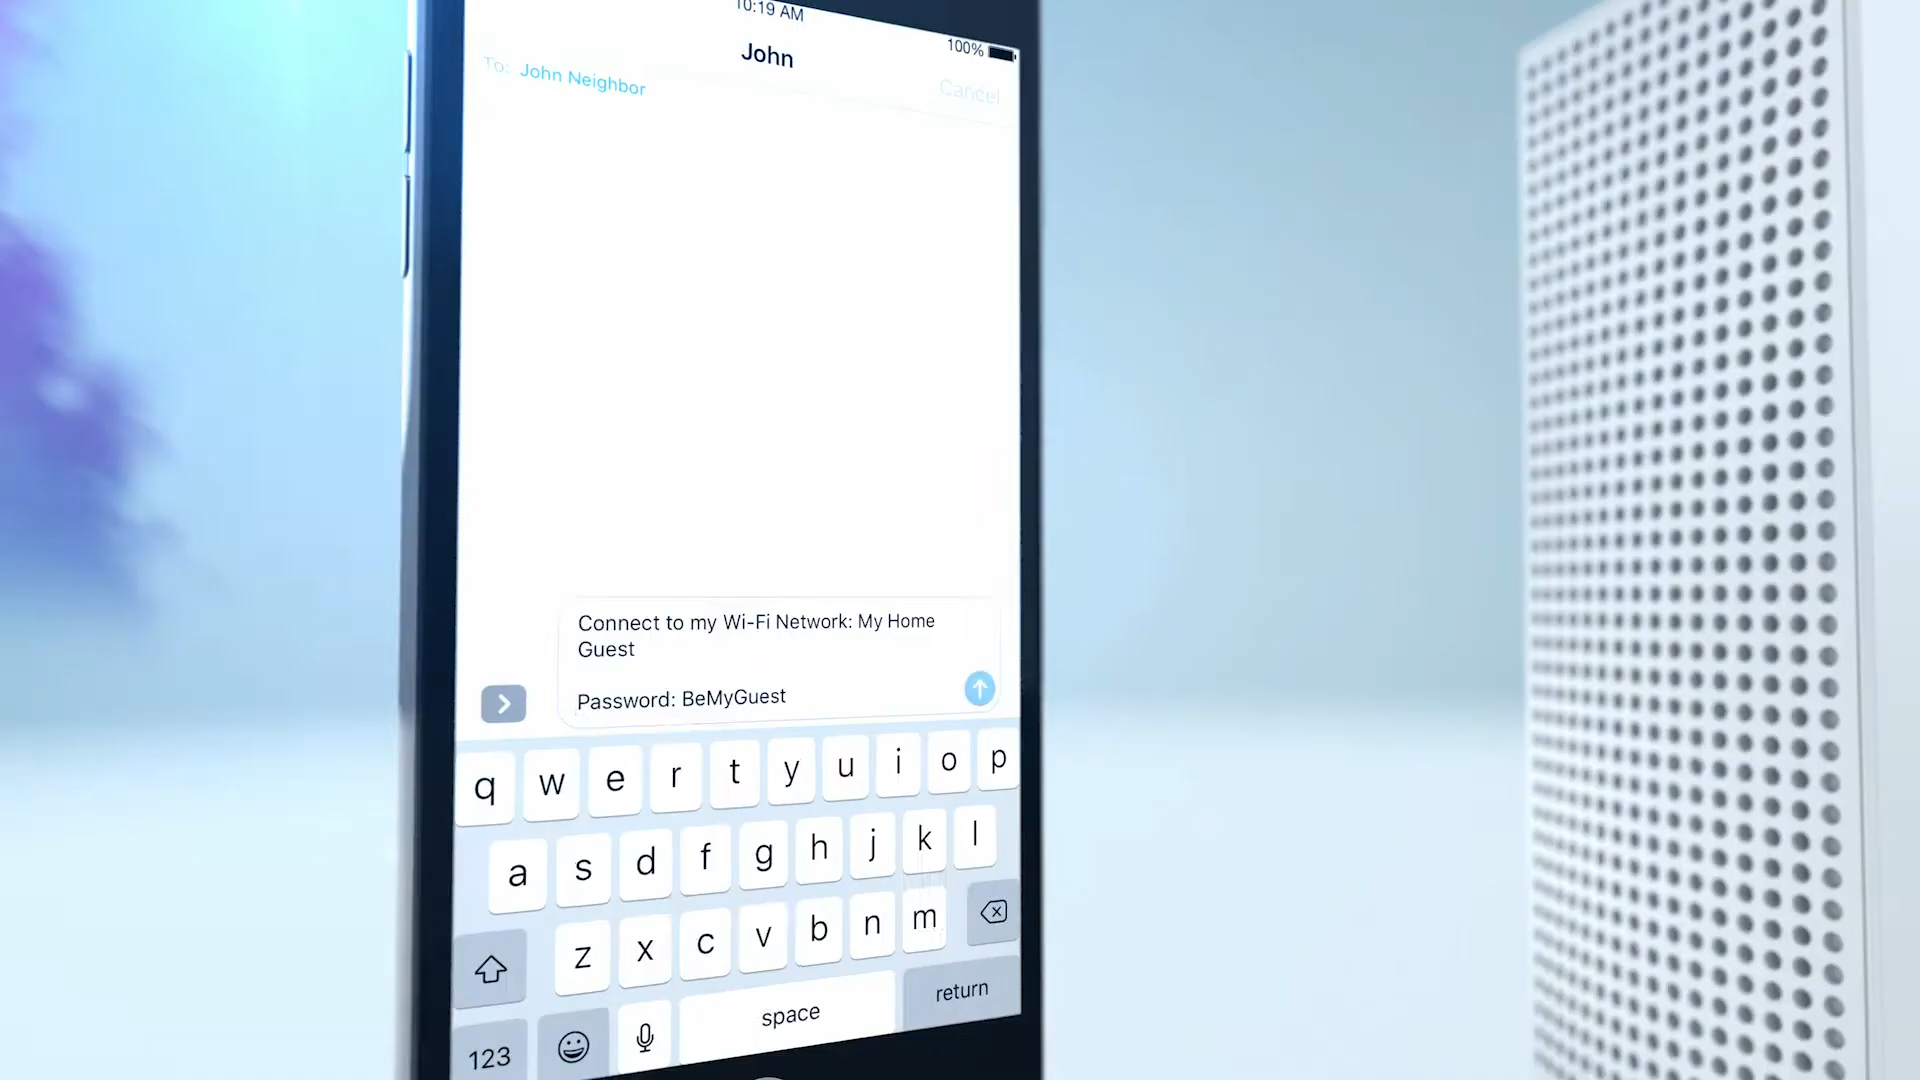 10:19 AM
100%
John
To: John Neighbor
Cancel
Connect to my Wi-Fi Network: My Home
Guest
Password: BeMyGuest
q w e r t y u i o p
a s d f g h j k l
z x c v b n m
123 space return